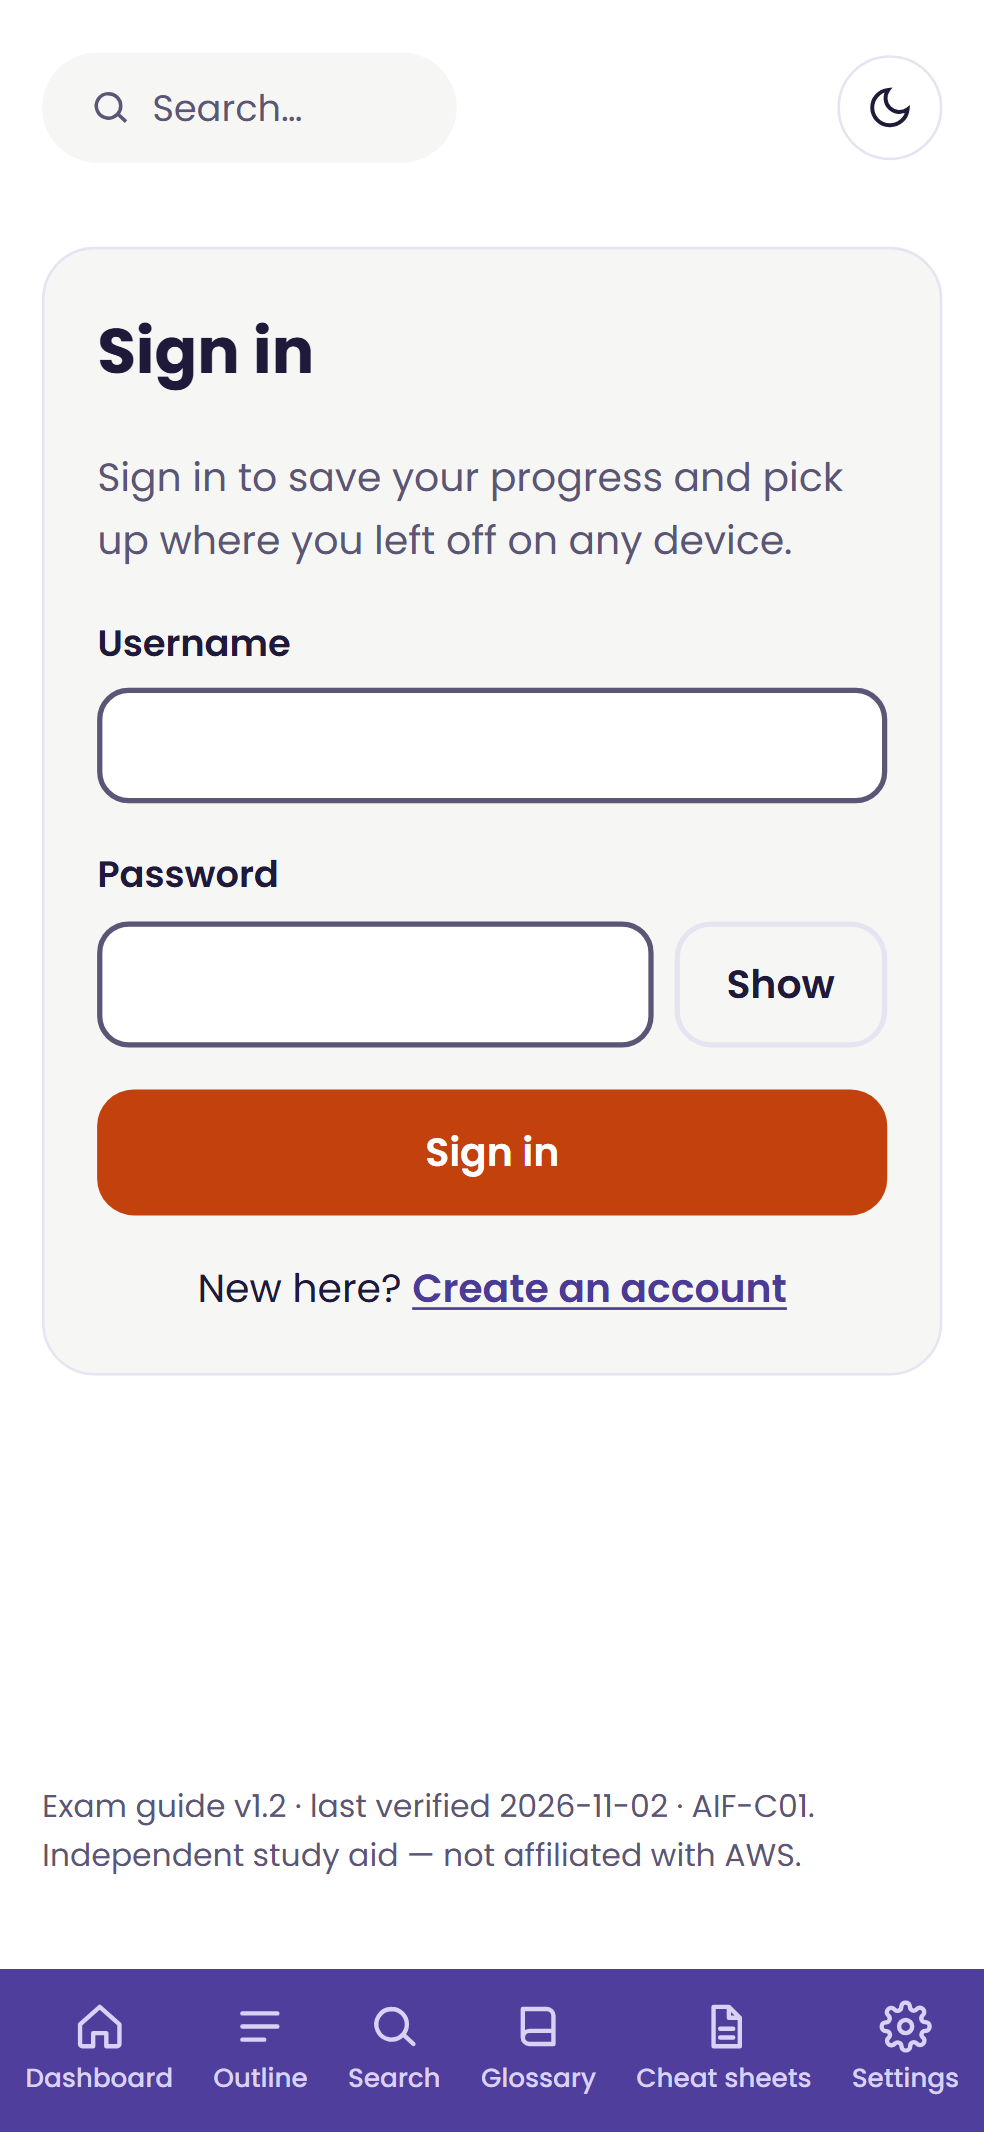 Search...
Sign in
Sign in to save your progress and pick
up where you left off on any device.
Username
Password
Show
Sign in
New here? Create an account
Exam guide v1.2 · last verified 2026-11-02 · AIF-C01.
Independent study aid — not affiliated with AWS.
Dashboard Outline Search Glossary Cheat sheets Settings